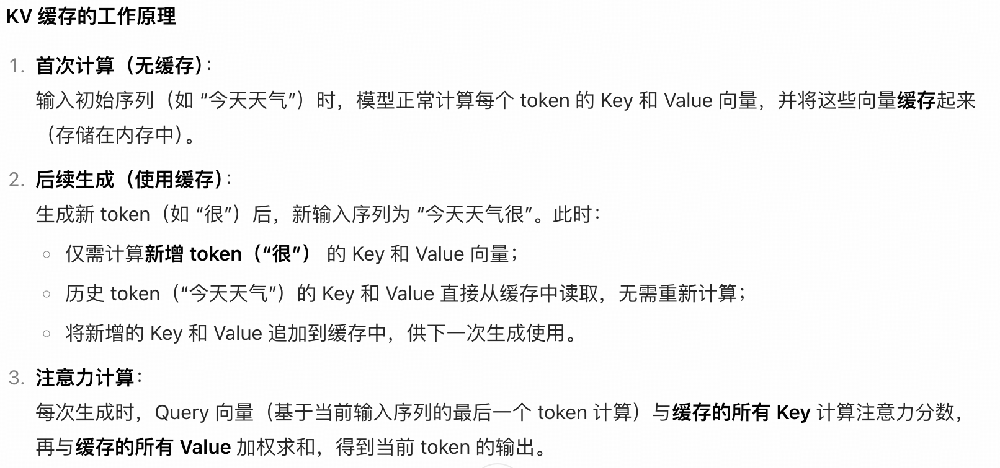 KV 缓存的工作原理
1. 首次计算（无缓存）：
输入初始序列（如 “今天天气”）时，模型正常计算每个 token 的 Key 和 Value 向量，并将这些向量缓存起来
（存储在内存中）。
2. 后续生成（使用缓存）：
生成新 token（如 “很”）后，新输入序列为 “今天天气很”。此时：
○ 仅需计算新增 token（“很”） 的 Key 和 Value 向量；
○ 历史 token（“今天天气”）的 Key 和 Value 直接从缓存中读取，无需重新计算；
○ 将新增的 Key 和 Value 追加到缓存中，供下一次生成使用。
3. 注意力计算：
每次生成时，Query 向量（基于当前输入序列的最后一个 token 计算）与缓存的所有 Key 计算注意力分数，
再与缓存的所有 Value 加权求和，得到当前 token 的输出。